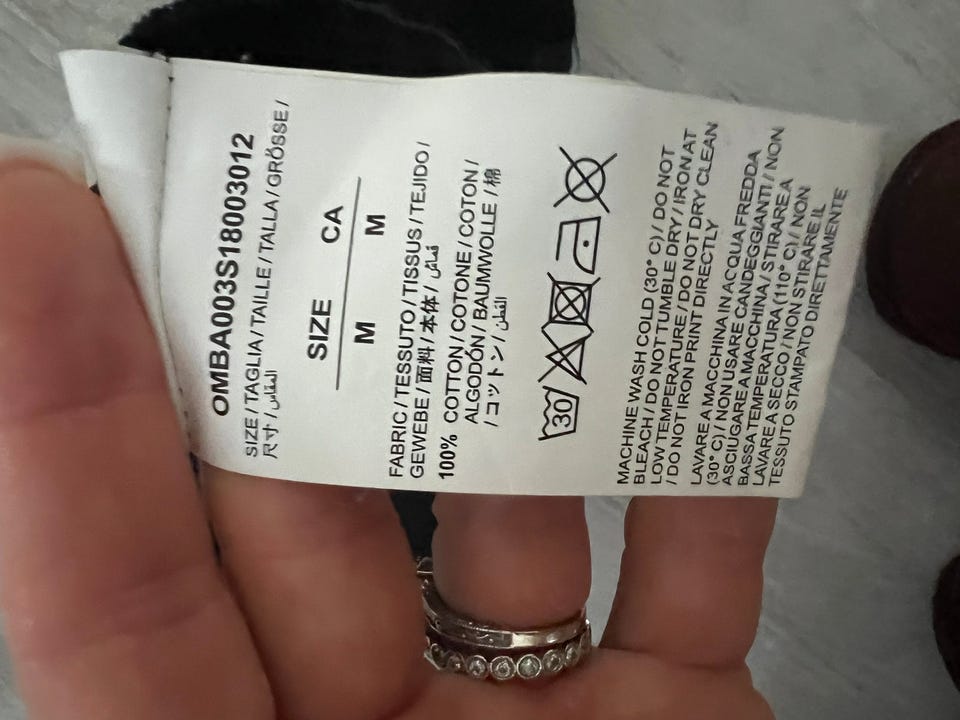 OMBA003S18003012
SIZE / TAGLIA / TAILLE / TALLA / GRÖSSE /
尺寸 / المقاس
SIZE CA
M M
FABRIC / TESSUTO / TISSUS / TEJIDO /
GEWEBE / 面料 / 本体 / قماش
100% COTTON / COTONE / COTON /
ALGODÓN / BAUMWOLLE / 棉
/ コットン / القطن
30
MACHINE WASH COLD (30° C) / DO NOT
BLEACH / DO NOT TUMBLE DRY / IRON AT
LOW TEMPERATURE / DO NOT DRY CLEAN
/ DO NOT IRON PRINT DIRECTLY
LAVARE A MACCHINA IN ACQUA FREDDA
(30° C) / NON USARE CANDEGGIANTI / NON
ASCIUGARE A MACCHINA / STIRARE A
BASSA TEMPERATURA (110° C) / NON
LAVARE A SECCO / NON STIRARE IL
TESSUTO STAMPATO DIRETTAMENTE